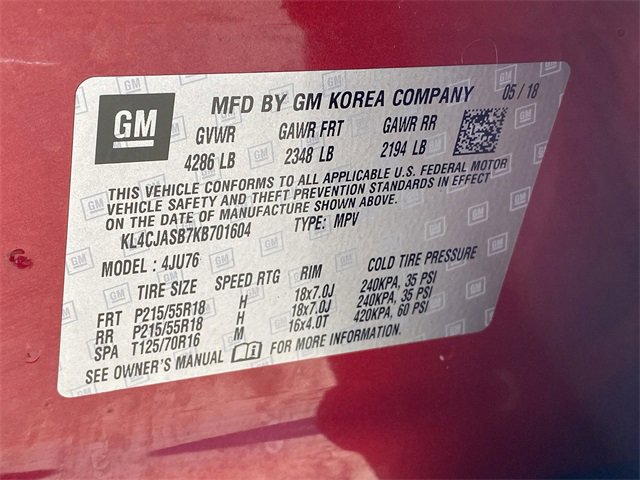 GM
MFD BY GM KOREA COMPANY 05 / 18
GVWR GAWR FRT GAWR RR
4286 LB 2348 LB 2194 LB
THIS VEHICLE CONFORMS TO ALL APPLICABLE U.S. FEDERAL MOTOR
VEHICLE SAFETY AND THEFT PREVENTION STANDARDS IN EFFECT
ON THE DATE OF MANUFACTURE SHOWN ABOVE.
KL4CJASB7KB701604 TYPE: MPV
MODEL : 4JU76
TIRE SIZE SPEED RTG RIM COLD TIRE PRESSURE
FRT P215/55R18 H 18x7.0J 240KPA, 35 PSI
RR P215/55R18 H 18x7.0J 240KPA, 35 PSI
SPA T125/70R16 M 16x4.0T 420KPA, 60 PSI
SEE OWNER'S MANUAL FOR MORE INFORMATION.